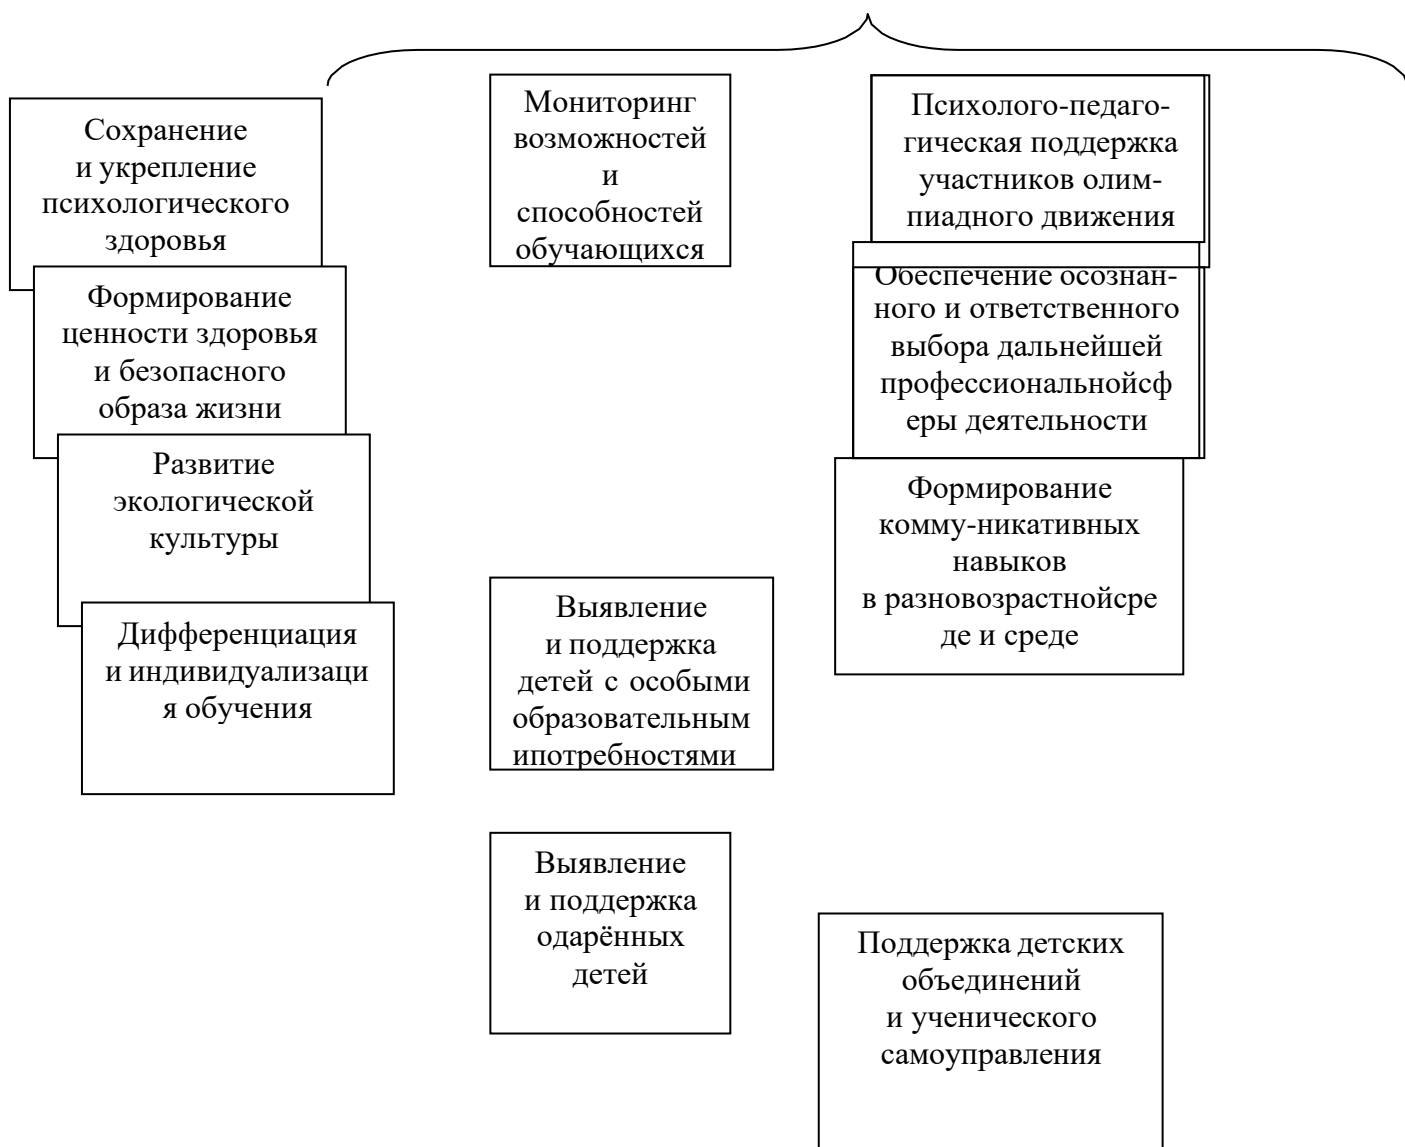 Сохранение
и укрепление
психологического
здоровья
Формирование
ценности здоровья
и безопасного
образа жизни
Развитие
экологической
культуры
Дифференциация
и индивидуализаци
я обучения
Мониторинг
возможностей
и
способностей
обучающихся
Выявление
и поддержка
детей с особыми
образовательным
ипотребностями
Выявление
и поддержка
одарённых
детей
Психолого-педаго-
гическая поддержка
участников олим-
пиадного движения
Обеспечение осознан-
ного и ответственного
выбора дальнейшей
профессиональнойсф
еры деятельности
Формирование
комму-никативных
навыков
в разновозрастнойсре
де и среде
Поддержка детских
объединений
и ученического
самоуправления